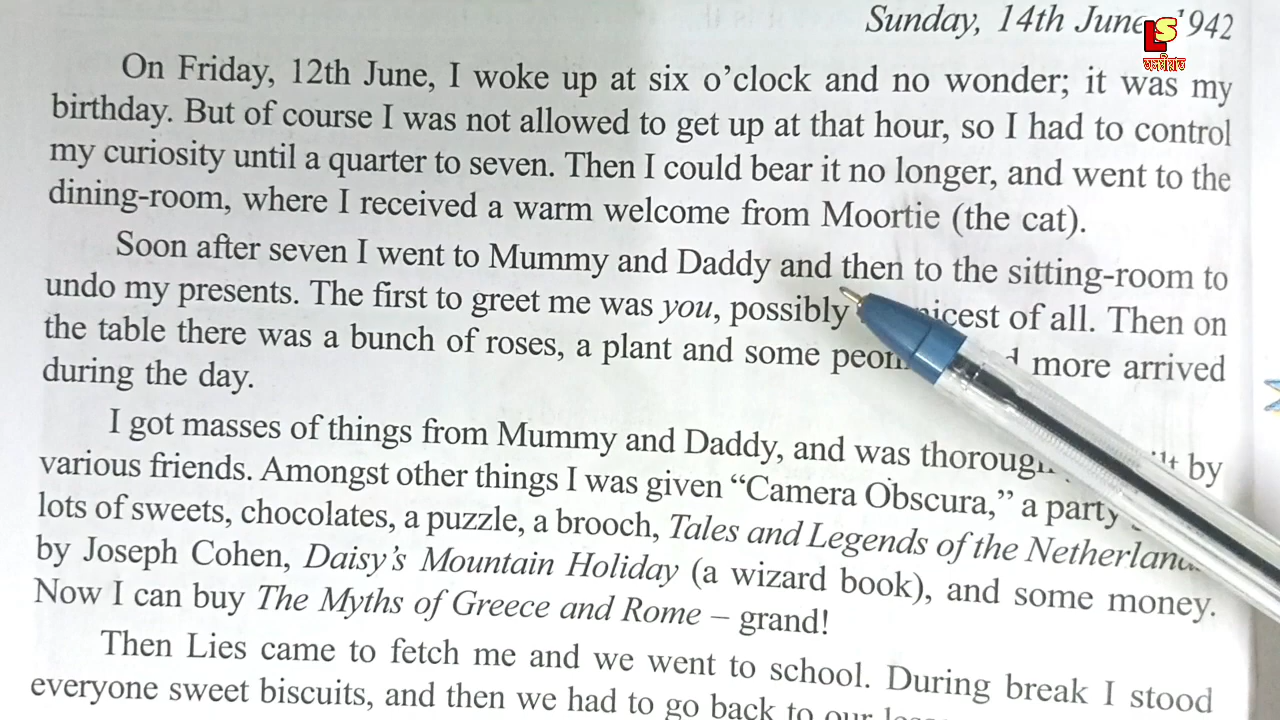 Sunday, 14th June, 1942
LS
On Friday, 12th June, I woke up at six o’clock and no wonder; it was my
birthday. But of course I was not allowed to get up at that hour, so I had to control
my curiosity until a quarter to seven. Then I could bear it no longer, and went to the
dining-room, where I received a warm welcome from Moortie (the cat).
Soon after seven I went to Mummy and Daddy and then to the sitting-room to
undo my presents. The first to greet me was you, possibly nicest of all. Then on
the table there was a bunch of roses, a plant and some more arrived
during the day.
I got masses of things from Mummy and Daddy, and was by
various friends. Amongst other things I was given “Camera Obscura,” a party
lots of sweets, chocolates, a puzzle, a brooch, Tales and Legends of the
by Joseph Cohen, Daisy’s Mountain Holiday (a wizard book), and some money.
Now I can buy The Myths of Greece and Rome – grand!
Then Lies came to fetch me and we went to school. During break I stood
everyone sweet biscuits, and then we had to go back to our